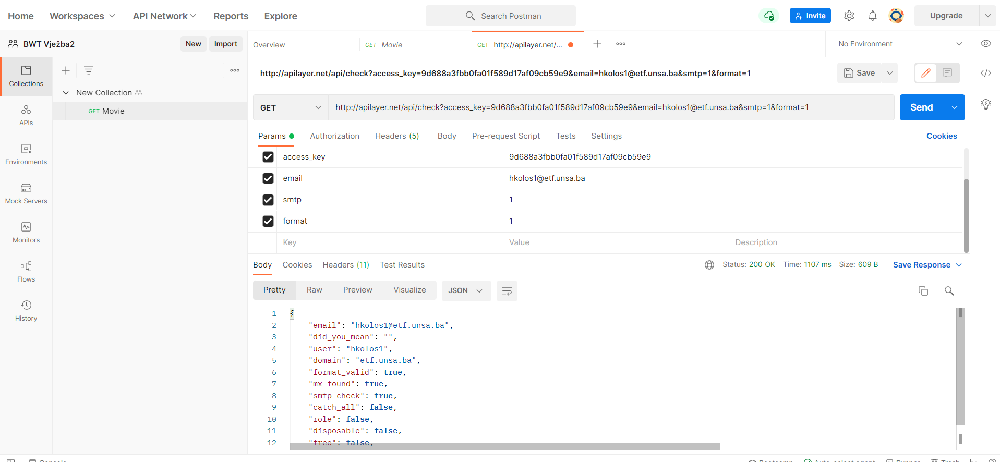 Home Workspaces API Network Reports Explore Search Postman Invite Upgrade
BWT Vježba2 New Import Overview GET Movie GET http://apilayer.net/... No Environment
Collections
APIs
Environments
Mock Servers
Monitors
Flows
History
New Collection
GET Movie
http://apilayer.net/api/check?access_key=9d688a3fbb0fa01f589d17af09cb59e9&email=hkolos1@etf.unsa.ba&smtp=1&format=1 Save
GET http://apilayer.net/api/check?access_key=9d688a3fbb0fa01f589d17af09cb59e9&email=hkolos1@etf.unsa.ba&smtp=1&format=1 Send
Params Authorization Headers (5) Body Pre-request Script Tests Settings Cookies
access_key 9d688a3fbb0fa01f589d17af09cb59e9
email hkolos1@etf.unsa.ba
smtp 1
format 1
Key Value Description
Body Cookies Headers (11) Test Results Status: 200 OK Time: 1107 ms Size: 609 B Save Response
Pretty Raw Preview Visualize JSON
1 {
2 "email": "hkolos1@etf.unsa.ba",
3 "did_you_mean": "",
4 "user": "hkolos1",
5 "domain": "etf.unsa.ba",
6 "format_valid": true,
7 "mx_found": true,
8 "smtp_check": true,
9 "catch_all": false,
10 "role": false,
11 "disposable": false,
12 "free": false,
Console Bootcamp Auto-select agent Runner Trash